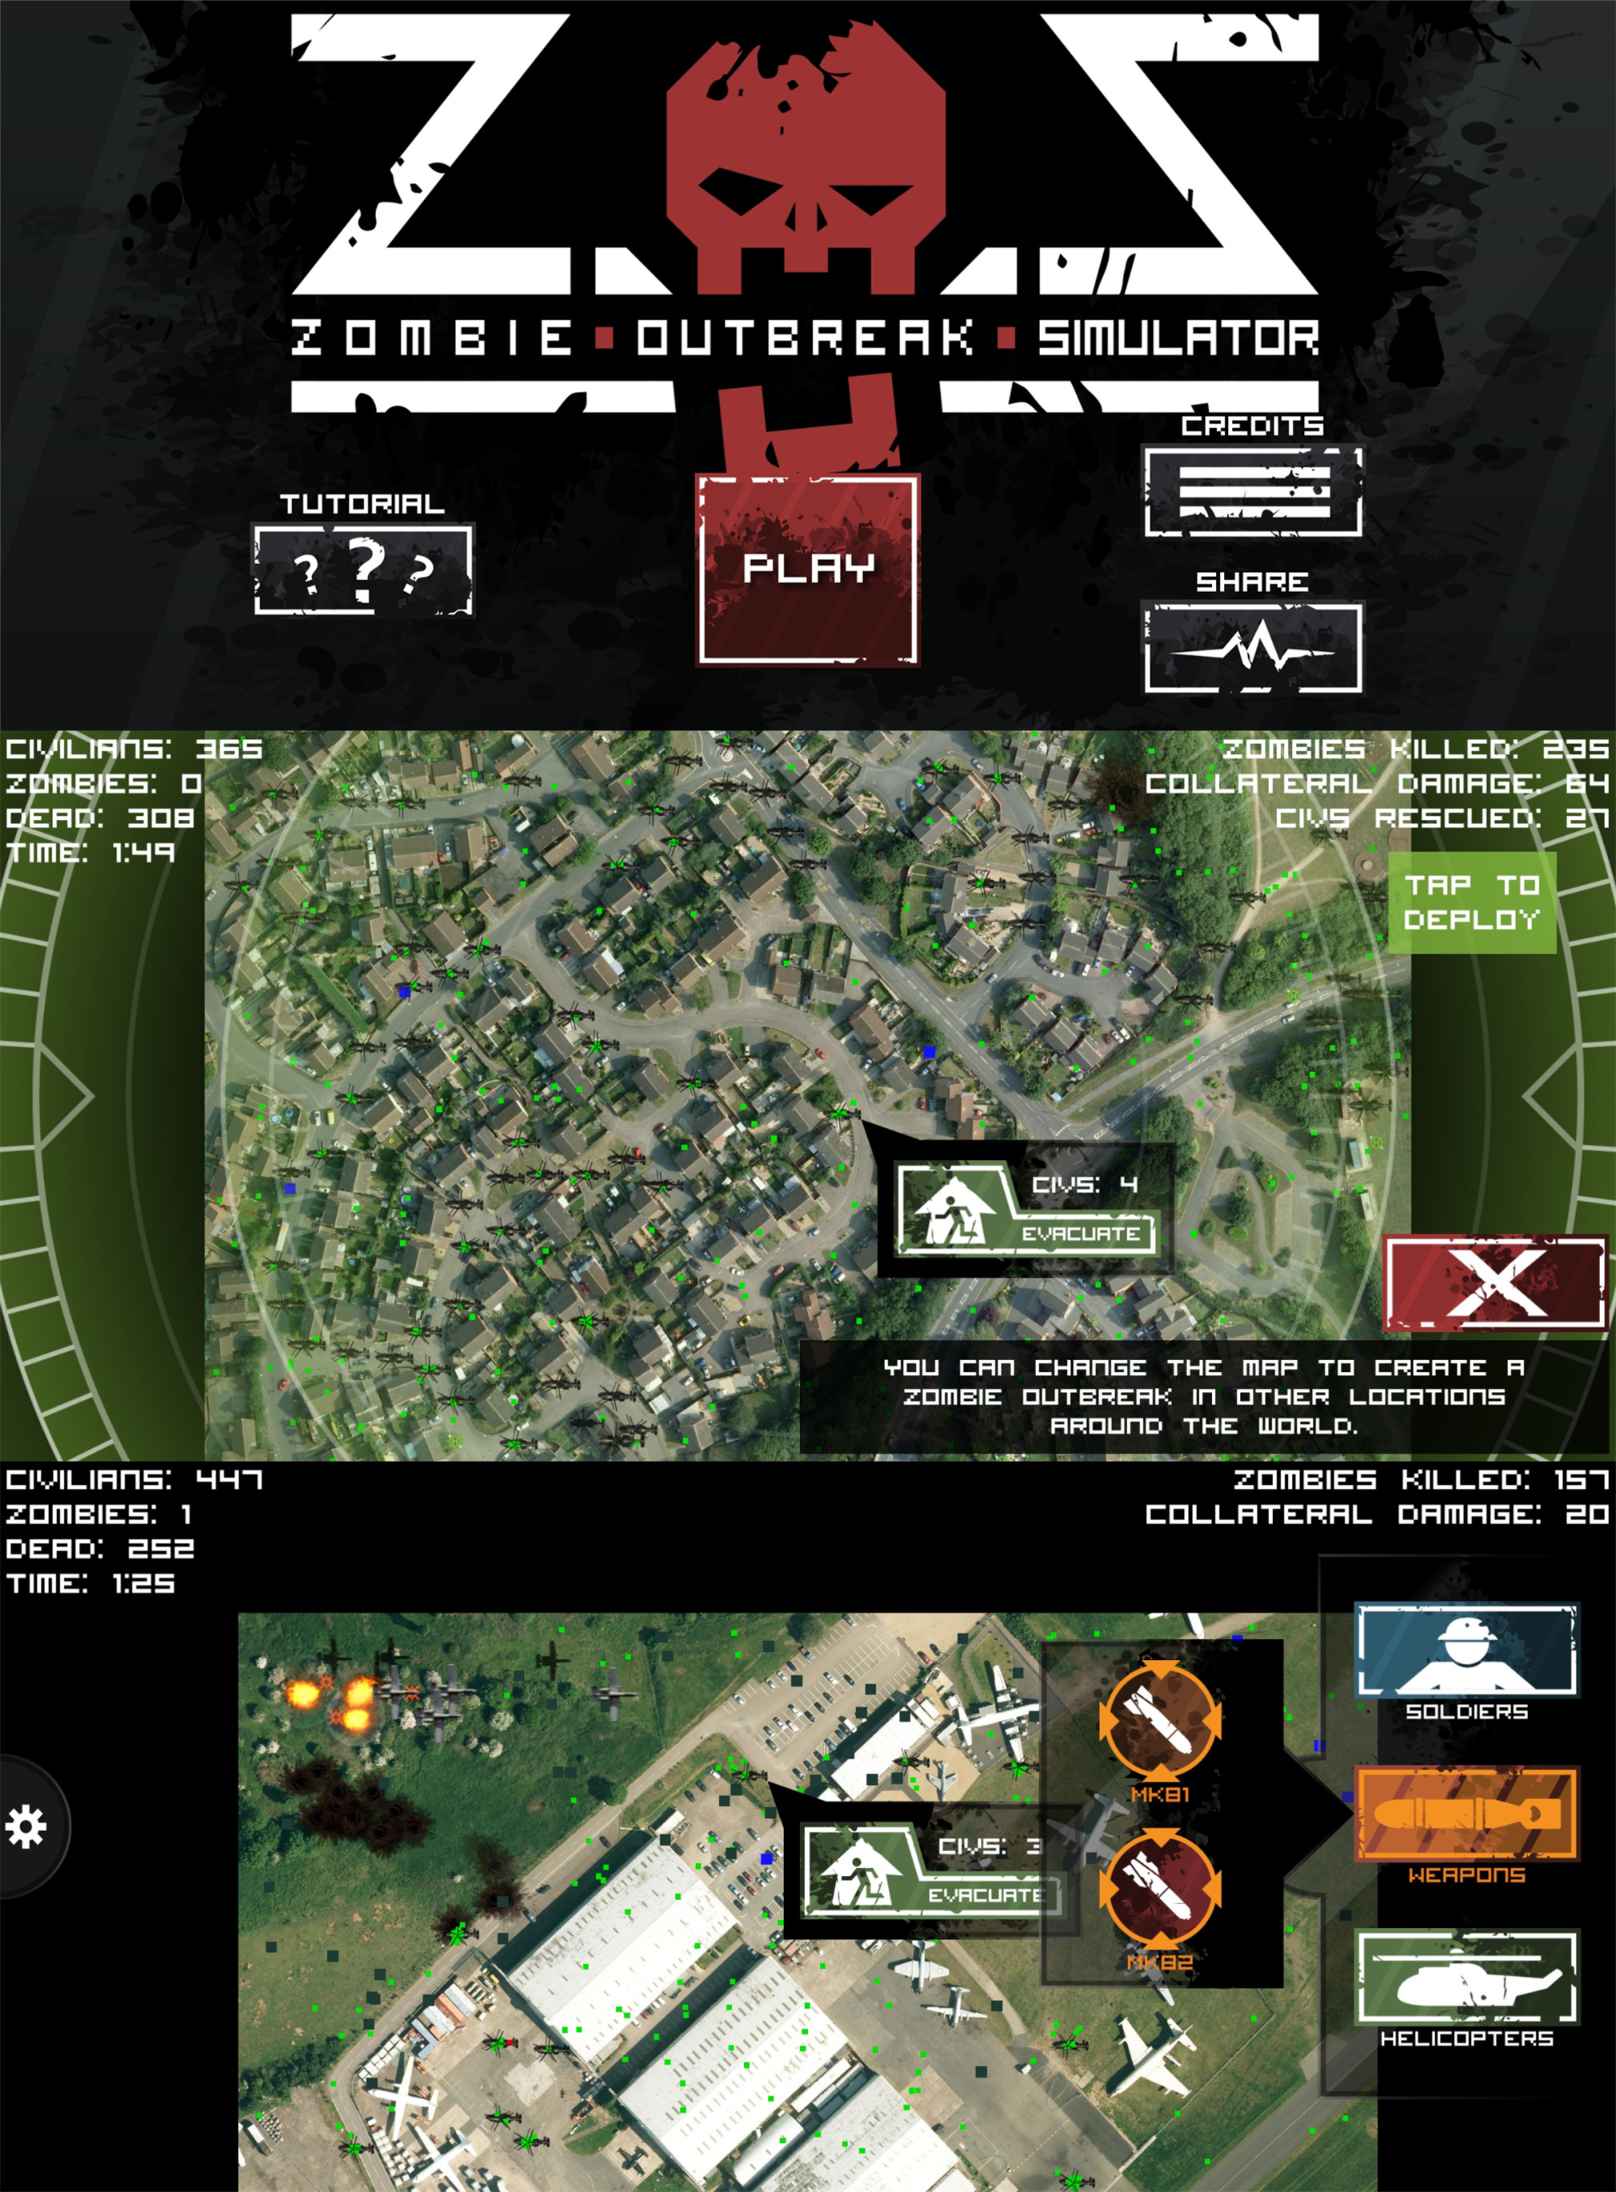 ZOS
ZOMBIE OUTBREAK SIMULATOR
CREDITS
TUTORIAL
? ? ?
PLAY
SHARE
CIVILIANS: 365
ZOMBIES: 0
DEAD: 308
TIME: 1:49
ZOMBIES KILLED: 235
COLLATERAL DAMAGE: 64
CIVS RESCUED: 27
TAP TO
DEPLOY
CIVS: 4
EVACUATE
YOU CAN CHANGE THE MAP TO CREATE A
ZOMBIE OUTBREAK IN OTHER LOCATIONS
AROUND THE WORLD.
CIVILIANS: 447
ZOMBIES: 1
DEAD: 252
TIME: 1:25
ZOMBIES KILLED: 157
COLLATERAL DAMAGE: 20
SOLDIERS
MK81
CIVS: 3
EVACUATE
WEAPONS
MK82
HELICOPTERS